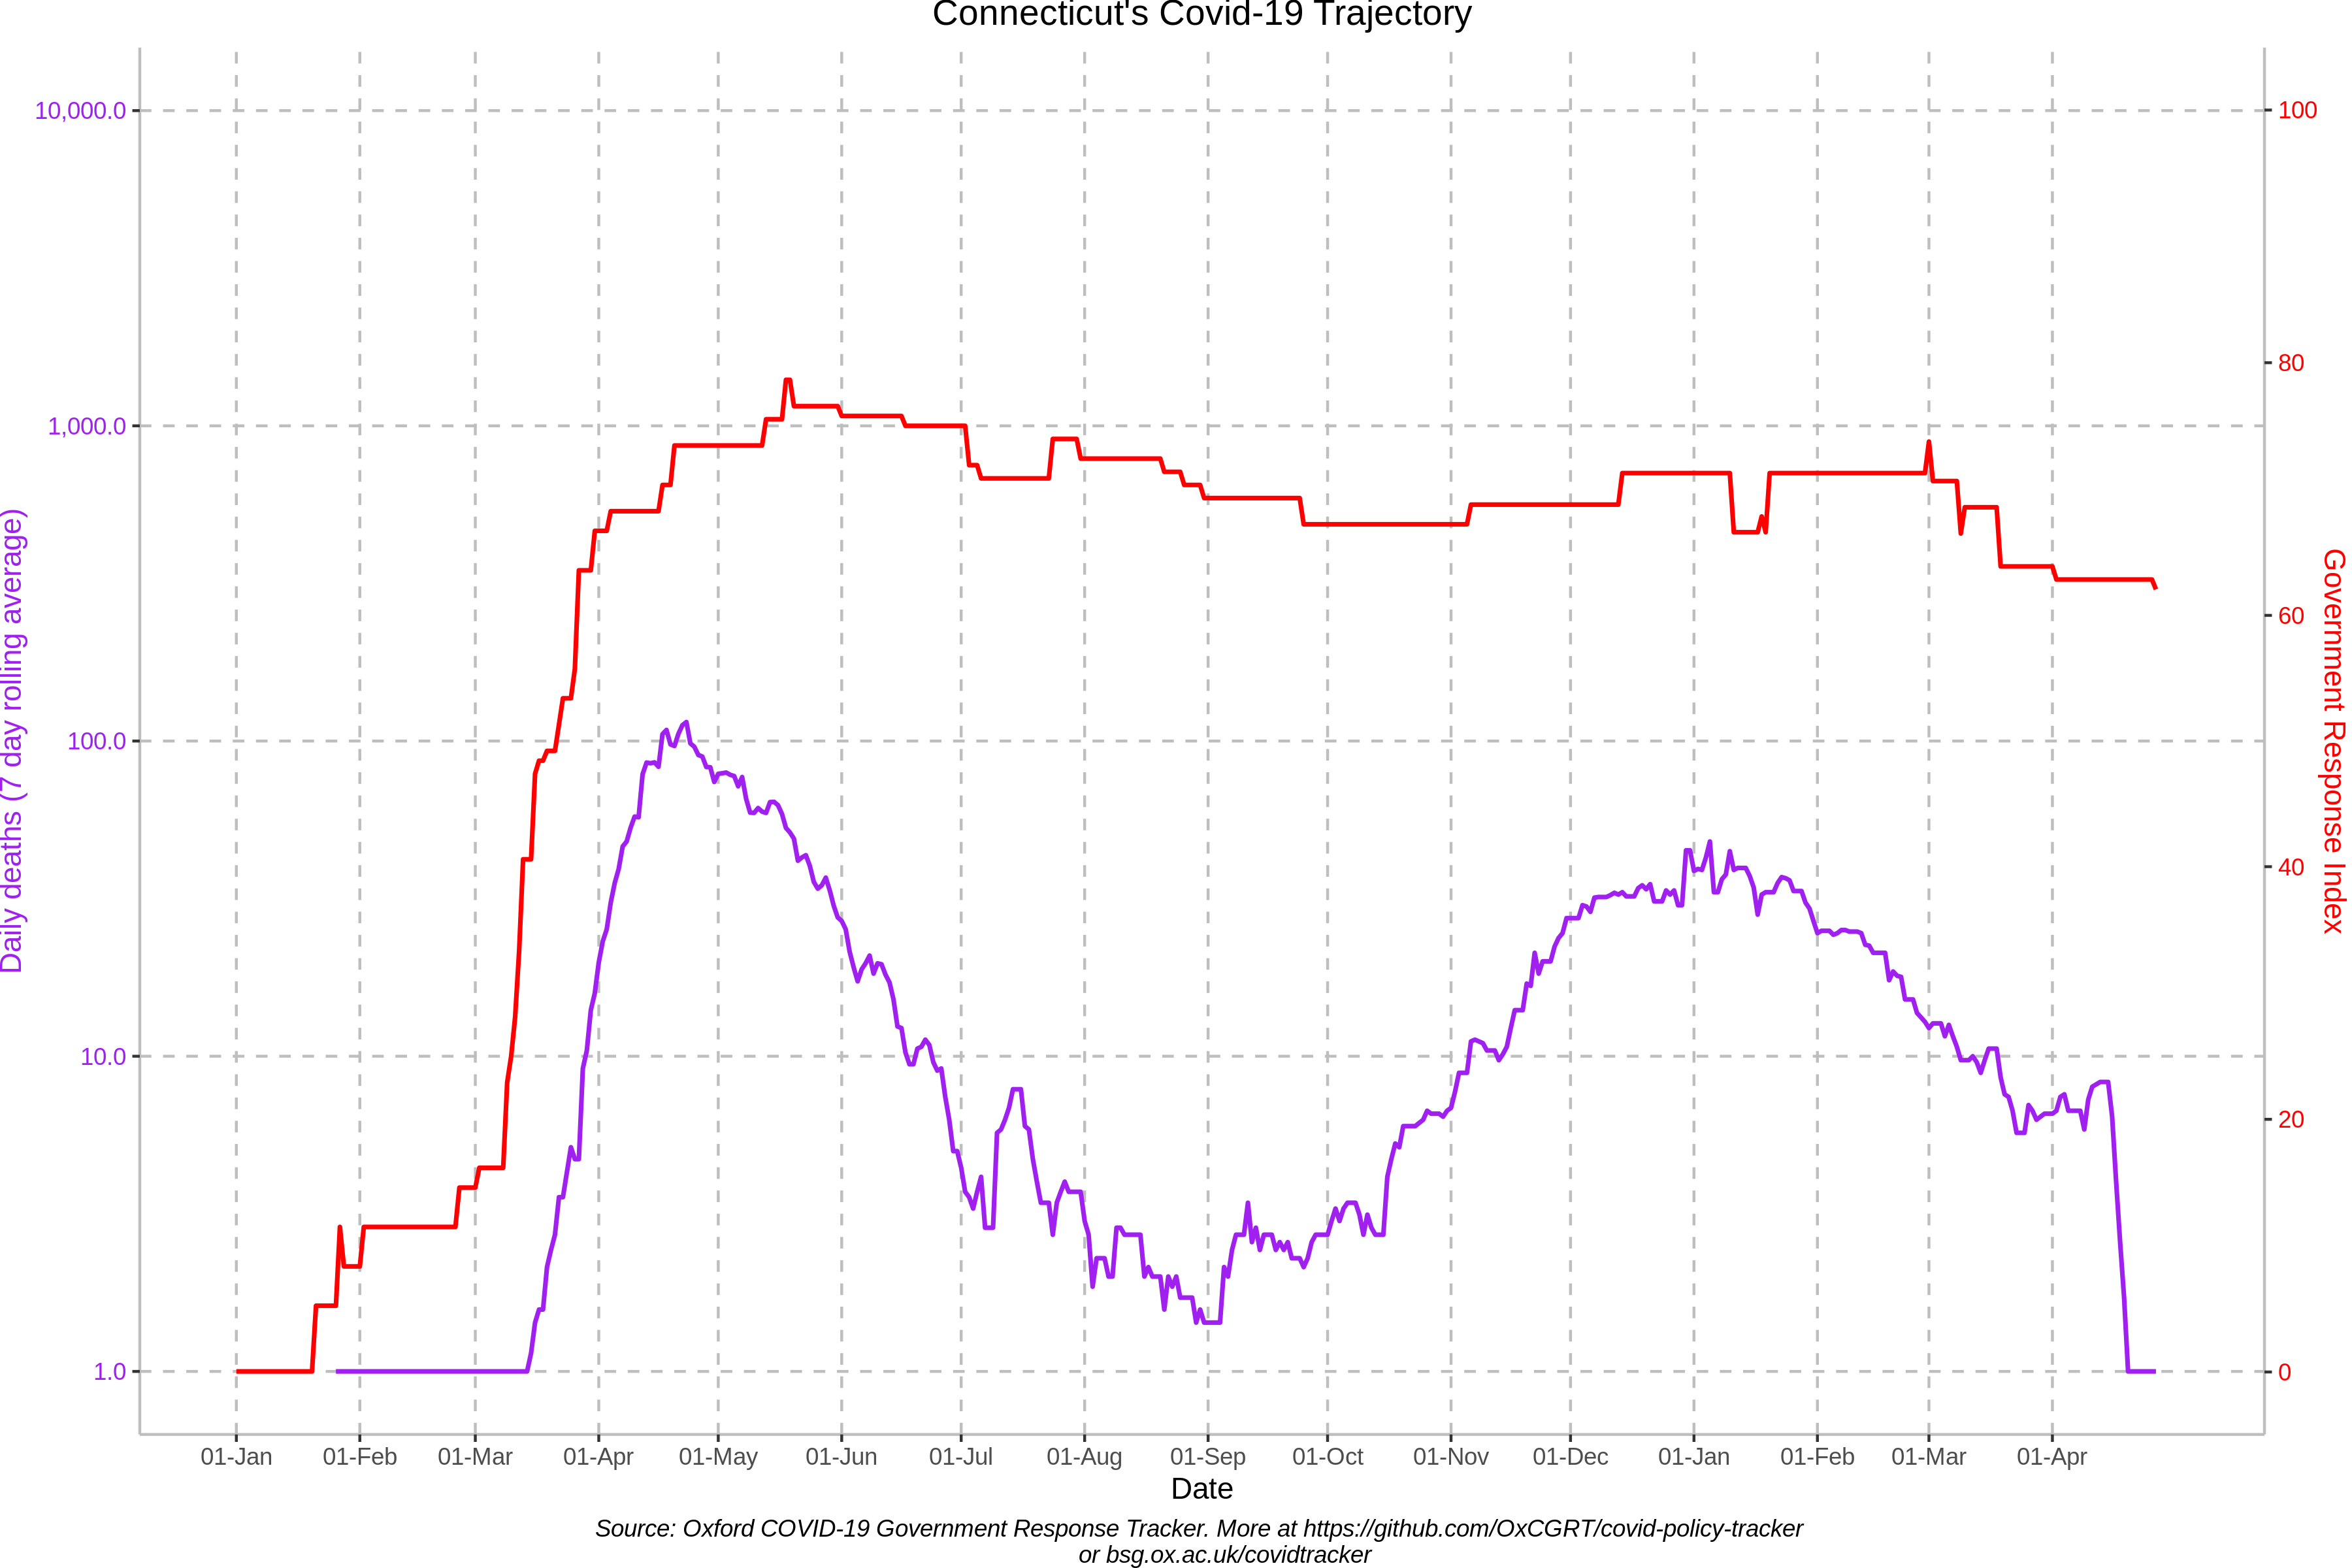 Connecticut's Covid-19 Trajectory
10,000.0
1,000.0
100.0
10.0
1.0
Daily deaths (7 day rolling average)
100
80
60
40
20
0
Government Response Index
01-Jan 01-Feb 01-Mar 01-Apr 01-May 01-Jun 01-Jul 01-Aug 01-Sep 01-Oct 01-Nov 01-Dec 01-Jan 01-Feb 01-Mar 01-Apr
Date
Source: Oxford COVID-19 Government Response Tracker. More at https://github.com/OxCGRT/covid-policy-tracker
or bsg.ox.ac.uk/covidtracker